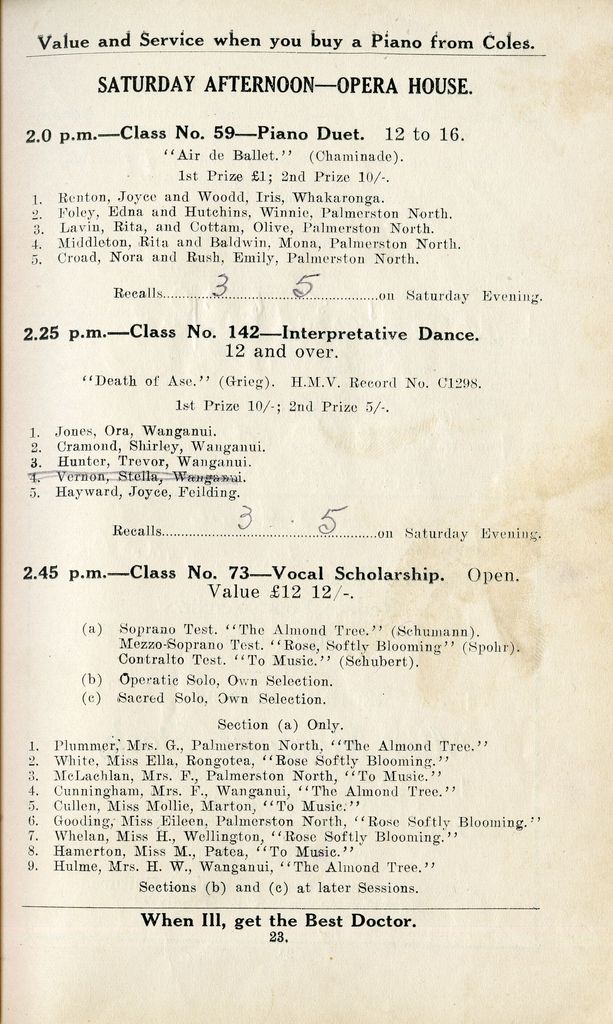 Value and Service when you buy a Piano from Coles.
SATURDAY AFTERNOON—OPERA HOUSE.
2.0 p.m.—Class No. 59—Piano Duet. 12 to 16.
"Air de Ballet." (Chaminade).
1st Prize £1; 2nd Prize 10/-.
1. Renton, Joyce and Woodd, Iris, Whakaronga.
2. Foley, Edna and Hutchins, Winnie, Palmerston North.
3. Lavin, Rita, and Cottam, Olive, Palmerston North.
4. Middleton, Rita and Baldwin, Mona, Palmerston North.
5. Croad, Nora and Rush, Emily, Palmerston North.
Recalls......3......5......on Saturday Evening.
2.25 p.m.—Class No. 142—Interpretative Dance.
12 and over.
"Death of Ase." (Grieg). H.M.V. Record No. C1298.
1st Prize 10/-; 2nd Prize 5/-.
1. Jones, Ora, Wanganui.
2. Cramond, Shirley, Wanganui.
3. Hunter, Trevor, Wanganui.
4. Vernon, Stella, Wanganui.
5. Hayward, Joyce, Feilding.
Recalls......3......5......on Saturday Evening.
2.45 p.m.—Class No. 73—Vocal Scholarship. Open.
Value £12 12/-.
(a) Soprano Test. "The Almond Tree." (Schumann).
Mezzo-Soprano Test. "Rose, Softly Blooming" (Spohr).
Contralto Test. "To Music." (Schubert).
(b) Operatic Solo, Own Selection.
(c) Sacred Solo, Own Selection.
Section (a) Only.
1. Plummer, Mrs. G., Palmerston North, "The Almond Tree."
2. White, Miss Ella, Rongotea, "Rose Softly Blooming."
3. McLachlan, Mrs. F., Palmerston North, "To Music."
4. Cunningham, Mrs. F., Wanganui, "The Almond Tree."
5. Cullen, Miss Mollie, Marton, "To Music."
6. Gooding, Miss Eileen, Palmerston North, "Rose Softly Blooming."
7. Whelan, Miss H., Wellington, "Rose Softly Blooming."
8. Hamerton, Miss M., Patea, "To Music."
9. Hulme, Mrs. H. W., Wanganui, "The Almond Tree."
Sections (b) and (c) at later Sessions.
When Ill, get the Best Doctor.
23.